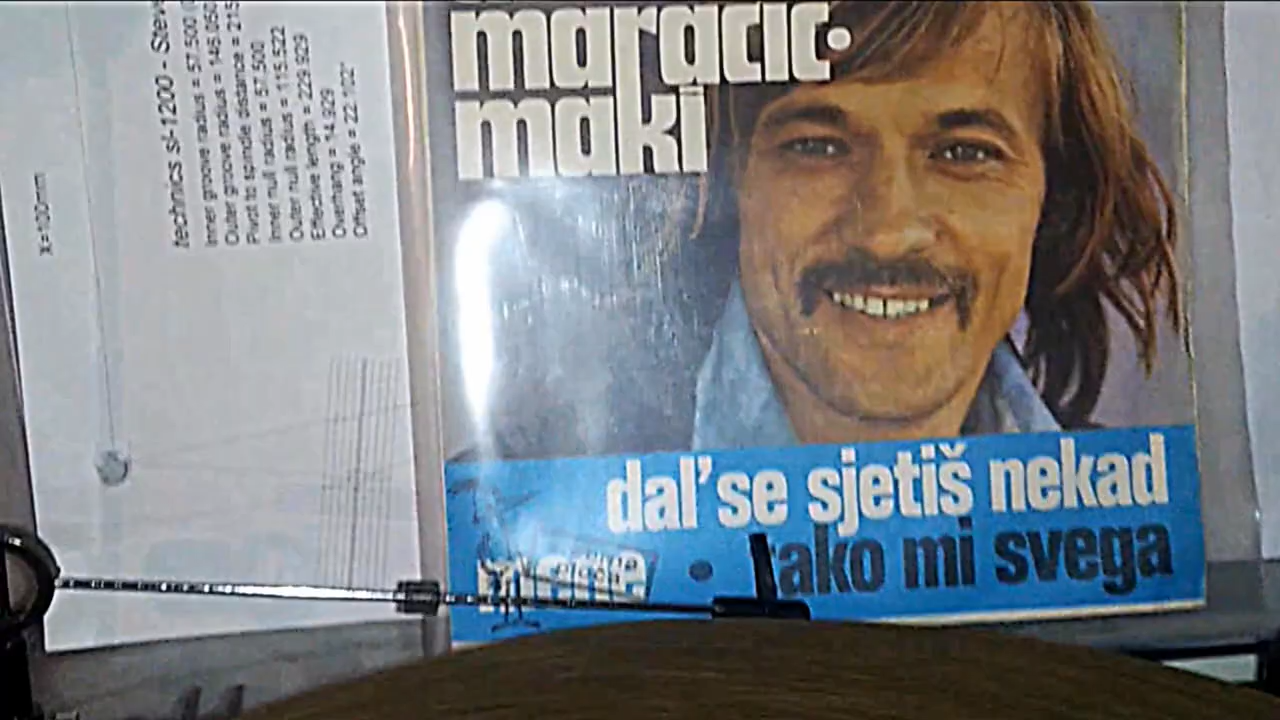 maračić·
maki
dal' se sjetiš nekad
mene • tako mi svega
X=100mm
technics sl-1200 - Stev
Inner groove radius = 57.500
Outer groove radius = 146.050
Pivot to spindle distance = 215
Inner null radius = 57.500
Outer null radius = 115.522
Effective length = 229.929
Overhang = 14.929
Offset angle = 22.102°